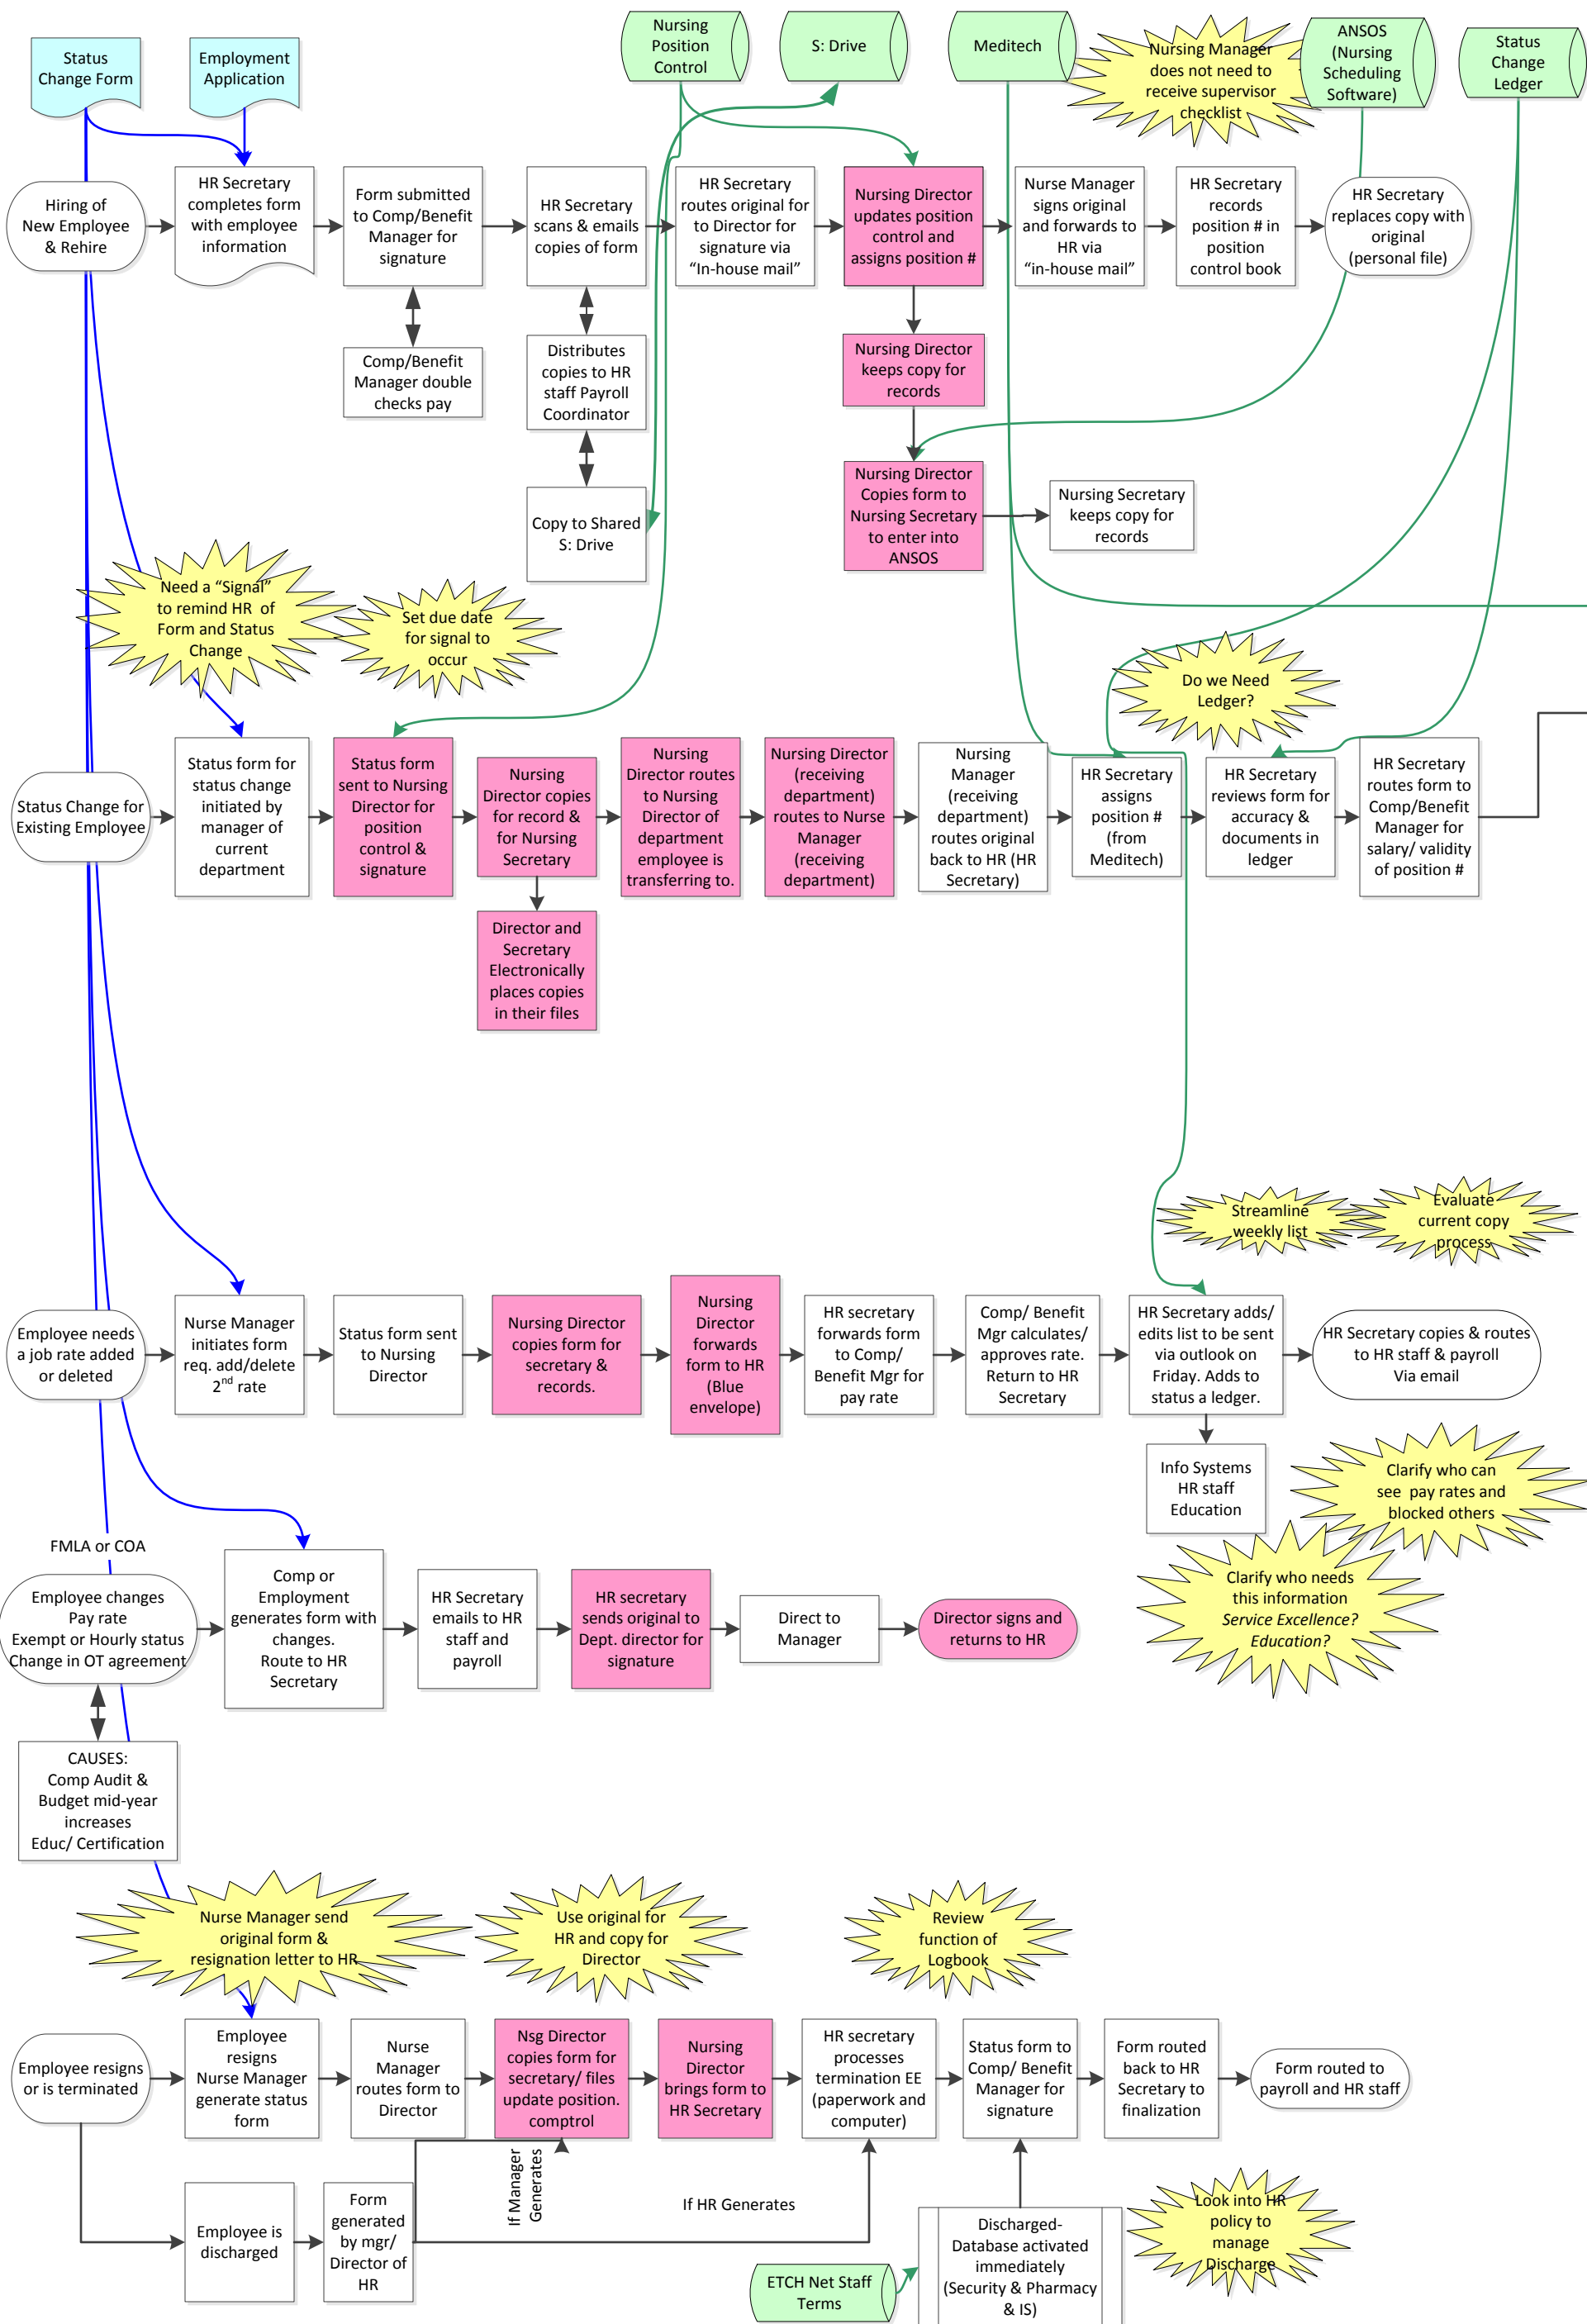 Status
Change Form
Employment
Application
Nursing
Position
Control
S: Drive
Meditech
Nursing Manager
does not need to
receive supervisor
checklist
ANSOS
(Nursing
Scheduling
Software)
Status
Change
Ledger
Hiring of
New Employee
& Rehire
HR Secretary
completes form
with employee
information
Form submitted
to Comp/Benefit
Manager for
signature
HR Secretary
scans & emails
copies of form
HR Secretary
routes original for
to Director for
signature via
“In-house mail”
Nursing Director
updates position
control and
assigns position #
Nurse Manager
signs original
and forwards to
HR via
“in-house mail”
HR Secretary
records
position # in
position
control book
HR Secretary
replaces copy with
original
(personal file)
Comp/Benefit
Manager double
checks pay
Distributes
copies to HR
staff Payroll
Coordinator
Nursing Director
keeps copy for
records
Copy to Shared
S: Drive
Nursing Director
Copies form to
Nursing Secretary
to enter into
ANSOS
Nursing Secretary
keeps copy for
records
Need a “Signal”
to remind HR of
Form and Status
Change
Set due date
for signal to
occur
Do we Need
Ledger?
Status Change for
Existing Employee
Status form for
status change
initiated by
manager of
current
department
Status form
sent to Nursing
Director for
position
control &
signature
Nursing
Director copies
for record &
for Nursing
Secretary
Nursing
Director routes
to Nursing
Director of
department
employee is
transferring to.
Nursing Director
(receiving
department)
routes to Nurse
Manager
(receiving
department)
Nursing
Manager
(receiving
department)
routes original
back to HR (HR
Secretary)
HR Secretary
assigns
position #
(from
Meditech)
HR Secretary
reviews form for
accuracy &
documents in
ledger
HR Secretary
routes form to
Comp/Benefit
Manager for
salary/ validity
of position #
Director and
Secretary
Electronically
places copies
in their files
Streamline
weekly list
Evaluate
current copy
process
Employee needs
a job rate added
or deleted
Nurse Manager
initiates form
req. add/delete
2nd rate
Status form sent
to Nursing
Director
Nursing Director
copies form for
secretary &
records.
Nursing
Director
forwards
form to HR
(Blue
envelope)
HR secretary
forwards form
to Comp/
Benefit Mgr for
pay rate
Comp/ Benefit
Mgr calculates/
approves rate.
Return to HR
Secretary
HR Secretary adds/
edits list to be sent
via outlook on
Friday. Adds to
status a ledger.
HR Secretary copies & routes
to HR staff & payroll
Via email
Info Systems
HR staff
Education
Clarify who can
see pay rates and
blocked others
Clarify who needs
this information
Service Excellence?
Education?
FMLA or COA
Employee changes
Pay rate
Exempt or Hourly status
Change in OT agreement
Comp or
Employment
generates form with
changes.
Route to HR
Secretary
HR Secretary
emails to HR
staff and
payroll
HR secretary
sends original to
Dept. director for
signature
Direct to
Manager
Director signs and
returns to HR
CAUSES:
Comp Audit &
Budget mid-year
increases
Educ/ Certification
Nurse Manager send
original form &
resignation letter to HR
Use original for
HR and copy for
Director
Review
function of
Logbook
Employee resigns
or is terminated
Employee
resigns
Nurse Manager
generate status
form
Nurse
Manager
routes form to
Director
Nsg Director
copies form for
secretary/ files
update position.
comptrol
Nursing
Director
brings form to
HR Secretary
HR secretary
processes
termination EE
(paperwork and
computer)
Status form to
Comp/ Benefit
Manager for
signature
Form routed
back to HR
Secretary to
finalization
Form routed to
payroll and HR staff
Employee is
discharged
Form
generated
by mgr/
Director of
HR
If Manager
Generates
If HR Generates
ETCH Net Staff
Terms
Discharged-
Database activated
immediately
(Security & Pharmacy
& IS)
Look into HR
policy to
manage
Discharge